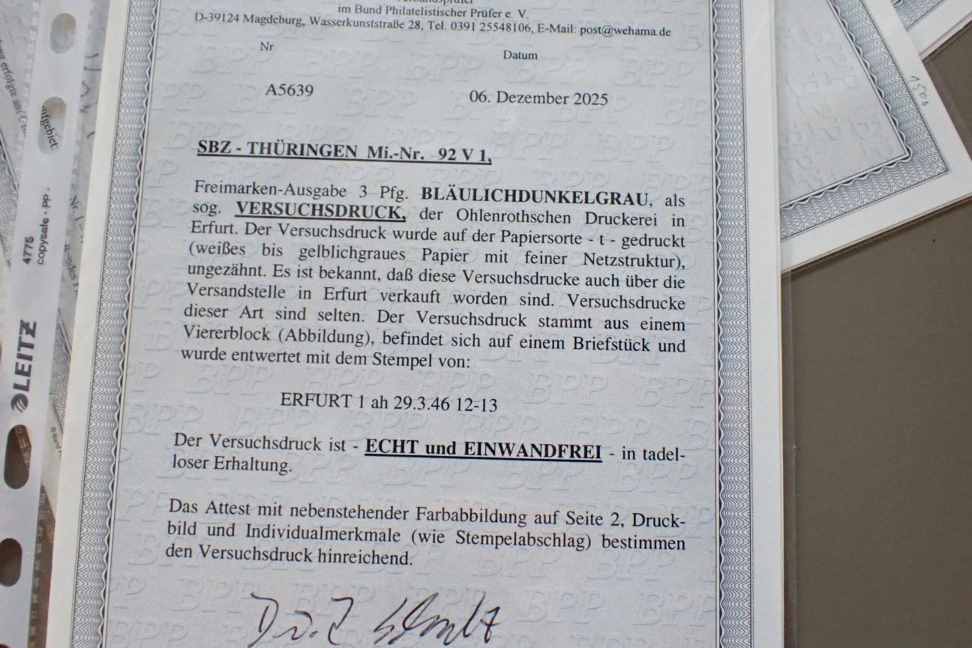 im Bund Philatelistischer Prüfer e. V.
D-39124 Magdeburg, Wasserkunststraße 28, Tel. 0391 25548106, E-Mail: post@wehama.de
Nr
Datum
A5639
06. Dezember 2025
SBZ - THÜRINGEN Mi.-Nr. 92 V 1,
Freimarken-Ausgabe 3 Pfg. BLÄULICHDUNKELGRAU, als
sog. VERSUCHSDRUCK, der Ohlenrothschen Druckerei in
Erfurt. Der Versuchsdruck wurde auf der Papiersorte - t - gedruckt
(weißes bis gelblichgraues Papier mit feiner Netzstruktur),
ungezähnt. Es ist bekannt, daß diese Versuchsdrucke auch über die
Versandstelle in Erfurt verkauft worden sind. Versuchsdrucke
dieser Art sind selten. Der Versuchsdruck stammt aus einem
Viererblock (Abbildung), befindet sich auf einem Briefstück und
wurde entwertet mit dem Stempel von:
ERFURT 1 ah 29.3.46 12-13
Der Versuchsdruck ist - ECHT und EINWANDFREI - in tadel-
loser Erhaltung.
Das Attest mit nebenstehender Farbabbildung auf Seite 2, Druck-
bild und Individualmerkmale (wie Stempelabschlag) bestimmen
den Versuchsdruck hinreichend.
LEITZ
4775
copysafe - pp
BPP